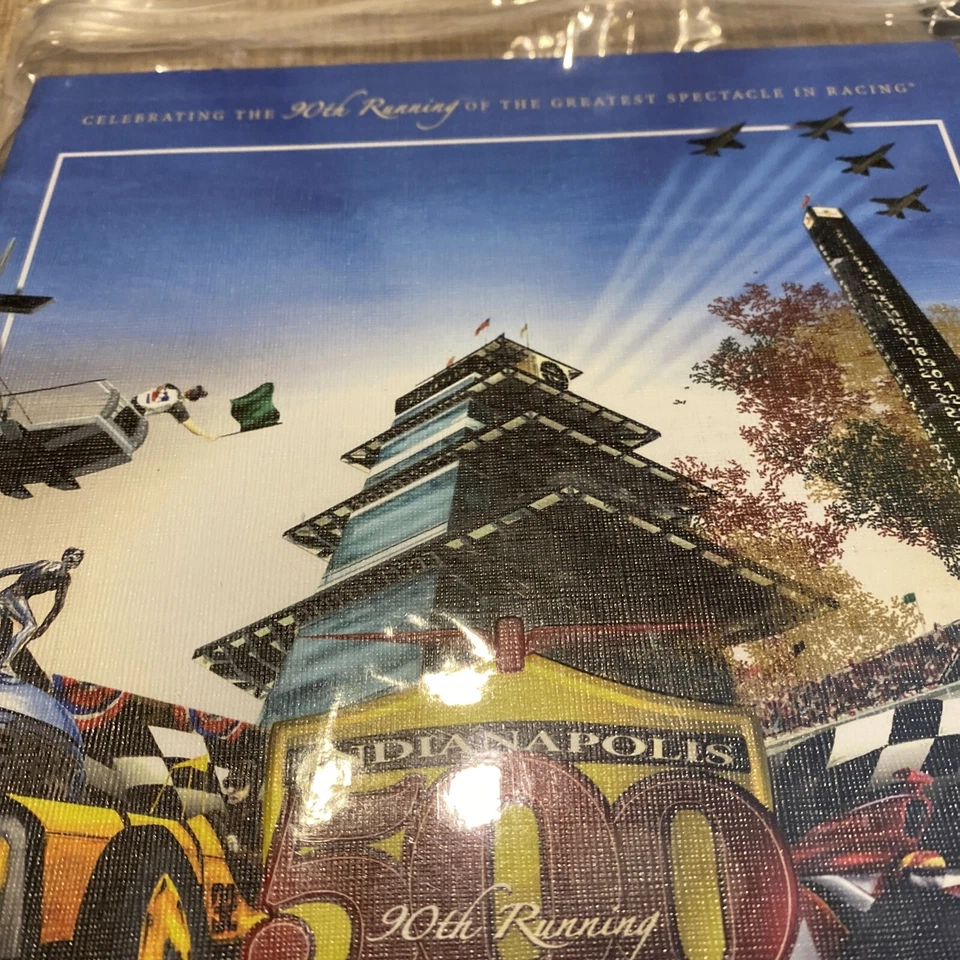 CELEBRATING THE 90th Running OF THE GREATEST SPECTACLE IN RACING®
INDIANAPOLIS
500
90th Running